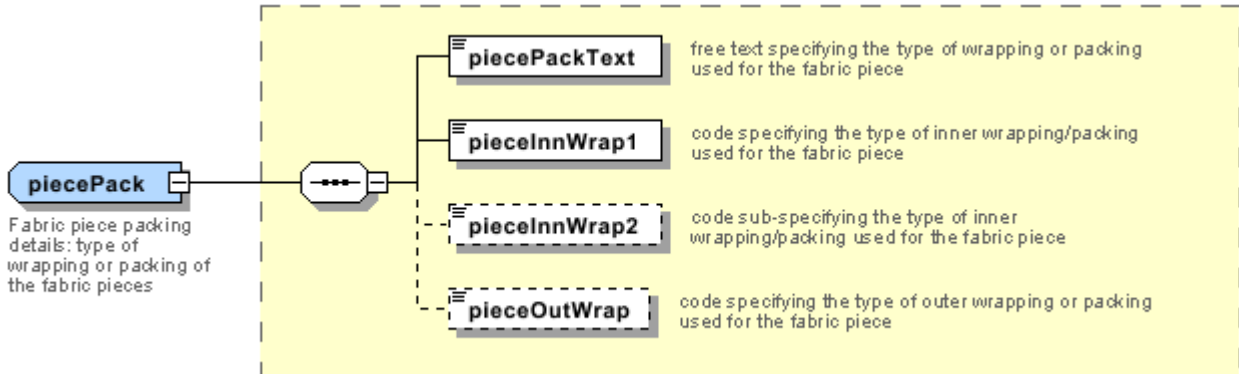 piecePackText
free text specifying the type of wrapping or packing
used for the fabric piece
pieceInnWrap1
code specifying the type of inner wrapping/packing
used for the fabric piece
piecePack
Fabric piece packing
details: type of
wrapping or packing of
the fabric pieces
pieceInnWrap2
code sub-specifying the type of inner
wrapping/packing used for the fabric piece
pieceOutWrap
code specifying the type of outer wrapping or packing
used for the fabric piece